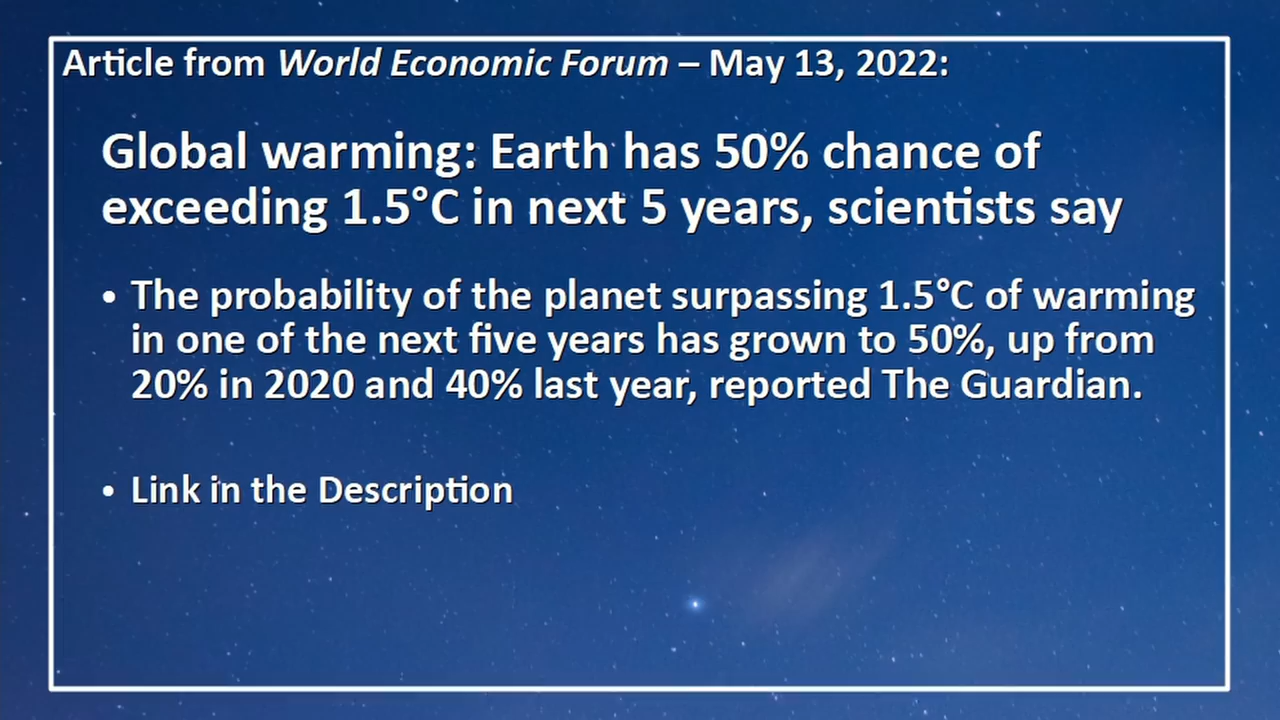 Article from World Economic Forum – May 13, 2022:
Global warming: Earth has 50% chance of
exceeding 1.5°C in next 5 years, scientists say
• The probability of the planet surpassing 1.5°C of warming
in one of the next five years has grown to 50%, up from
20% in 2020 and 40% last year, reported The Guardian.
• Link in the Description